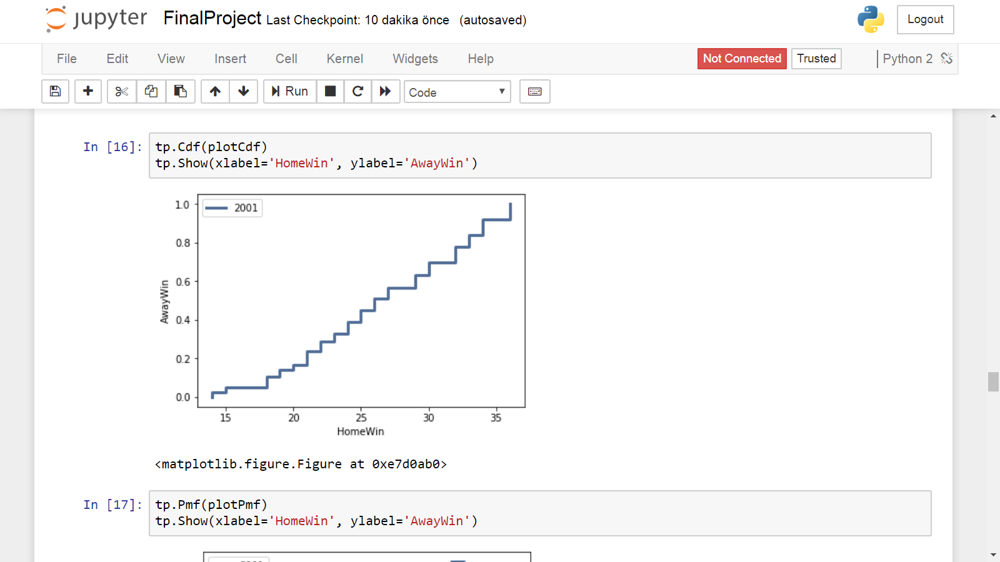 jupyter FinalProject Last Checkpoint: 10 dakika önce (autosaved) Logout
File Edit View Insert Cell Kernel Widgets Help Not Connected Trusted Python 2
Run Code
In [16]: tp.Cdf(plotCdf)
tp.Show(xlabel='HomeWin', ylabel='AwayWin')
2001
1.0
0.8
0.6
0.4
0.2
0.0
AwayWin
15 20 25 30 35
HomeWin
<matplotlib.figure.Figure at 0xe7d0ab0>
In [17]: tp.Pmf(plotPmf)
tp.Show(xlabel='HomeWin', ylabel='AwayWin')